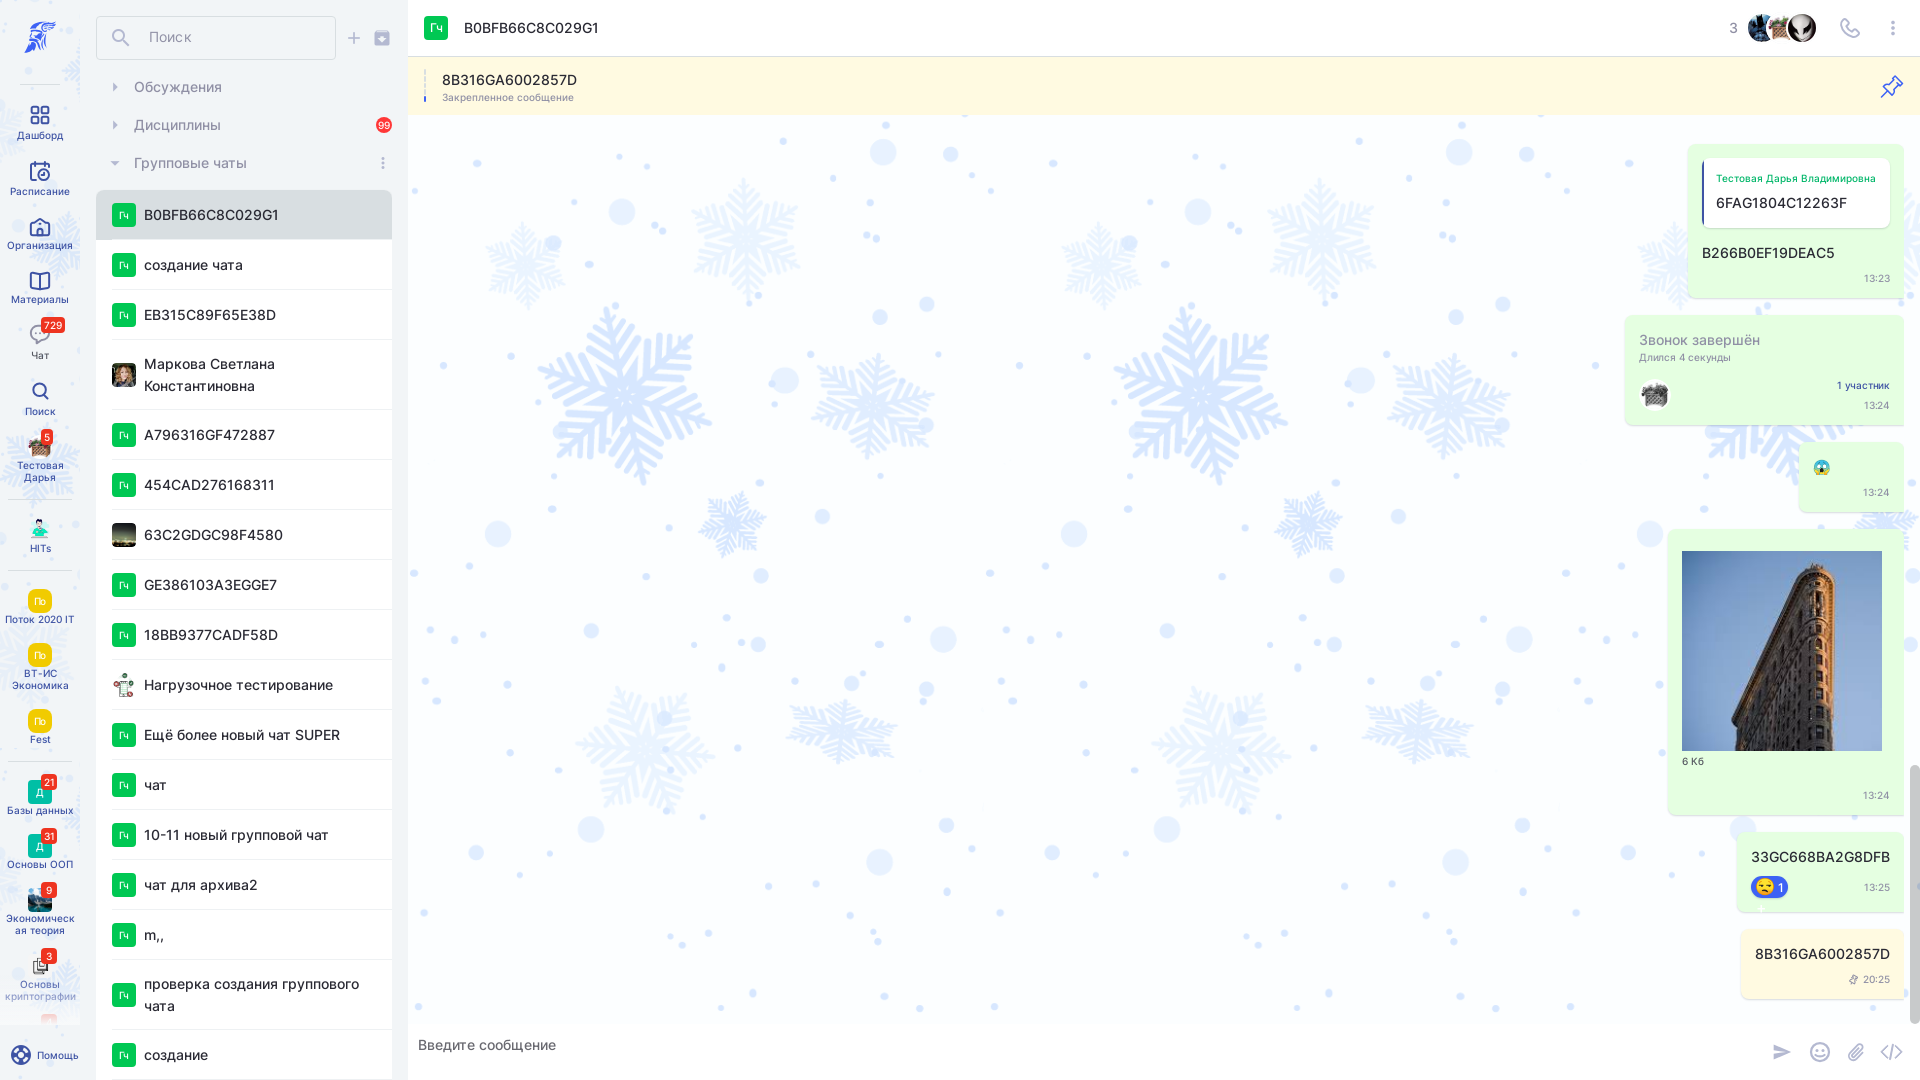 Дашборд
Расписание
Организация
Материалы
729
Чат
Поиск
5
Тестовая
Дарья
HITs
По
Поток 2020 IT
По
ВТ-ИС
Экономика
По
Fest
21
Д
Базы данных
31
Д
Основы ООП
9
Экономическ
ая теория
3
Основы
криптографии
Помощь
Поиск
Обсуждения
Дисциплины
99
Групповые чаты
Гч
B0BFB66C8C029G1
Гч
создание чата
Гч
EB315C89F65E38D
Маркова Светлана
Константиновна
Гч
A796316GF472887
Гч
454CAD276168311
63C2GDGC98F4580
Гч
GE386103A3EGGE7
Гч
18BB9377CADF58D
Нагрузочное тестирование
Гч
Ещё более новый чат SUPER
Гч
чат
Гч
10-11 новый групповой чат
Гч
чат для архива2
Гч
m,,
Гч
проверка создания группового
чата
Гч
создание
Гч
B0BFB66C8C029G1
3
8B316GA6002857D
Закрепленное сообщение
Тестовая Дарья Владимировна
6FAG1804C12263F
B266B0EF19DEAC5
13:23
Звонок завершён
Длился 4 секунды
1 участник
13:24
13:24
6 Кб
13:24
33GC668BA2G8DFB
1
13:25
8B316GA6002857D
20:25
Введите сообщение